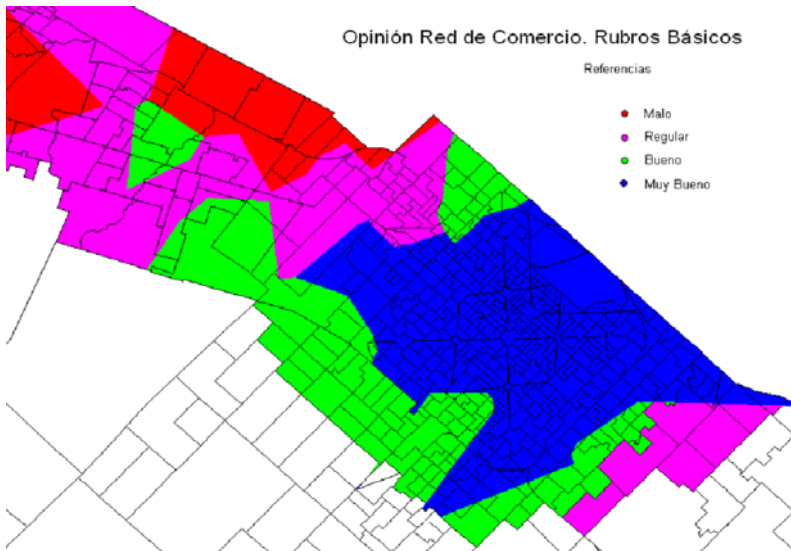 Opinión Red de Comercio. Rubros Básicos
Referencias
Malo
Regular
Bueno
Muy Bueno